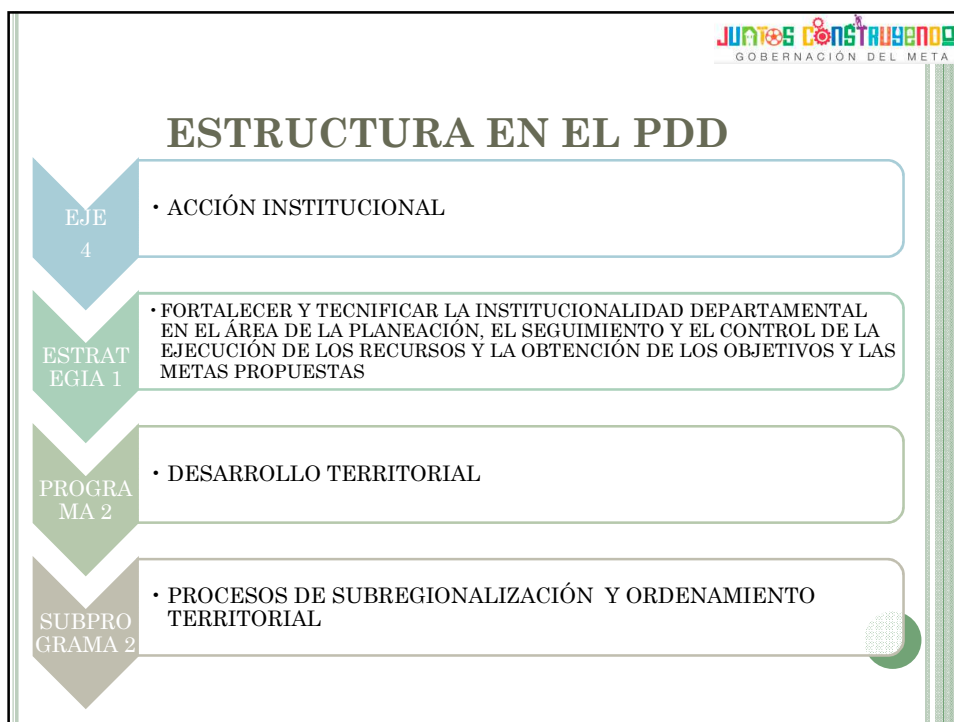 JUNTOS CONSTRUYENDO
GOBERNACIÓN DEL META
ESTRUCTURA EN EL PDD
EJE
4
• ACCIÓN INSTITUCIONAL
ESTRAT
EGIA 1
• FORTALECER Y TECNIFICAR LA INSTITUCIONALIDAD DEPARTAMENTAL
EN EL ÁREA DE LA PLANEACIÓN, EL SEGUIMIENTO Y EL CONTROL DE LA
EJECUCIÓN DE LOS RECURSOS Y LA OBTENCIÓN DE LOS OBJETIVOS Y LAS
METAS PROPUESTAS
PROGRA
MA 2
• DESARROLLO TERRITORIAL
SUBPRO
GRAMA 2
• PROCESOS DE SUBREGIONALIZACIÓN Y ORDENAMIENTO
TERRITORIAL